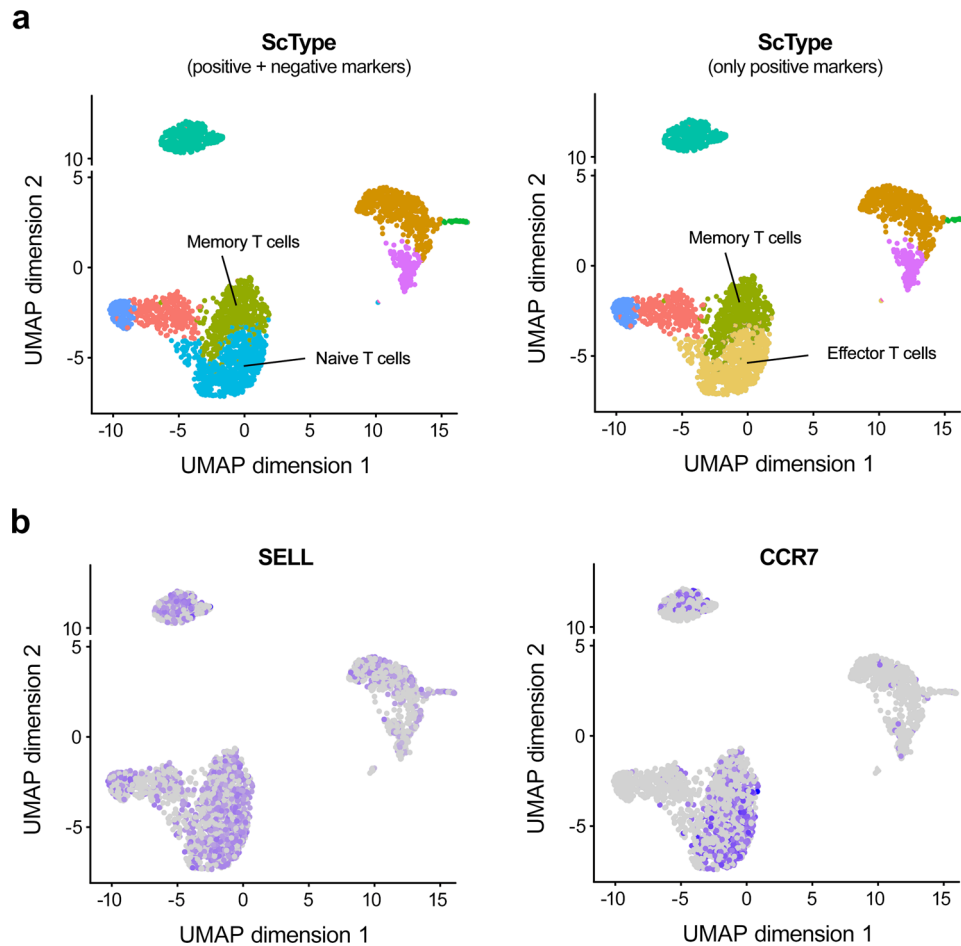 a
ScType
(positive + negative markers)
ScType
(only positive markers)
10
5
0
-5
UMAP dimension 2
Memory T cells
Naive T cells
-10 -5 0 5 10 15
UMAP dimension 1
10
5
0
-5
UMAP dimension 2
Memory T cells
Effector T cells
-10 -5 0 5 10 15
UMAP dimension 1
b
SELL
CCR7
10
5
0
-5
UMAP dimension 2
-10 -5 0 5 10 15
UMAP dimension 1
10
5
0
-5
UMAP dimension 2
-10 -5 0 5 10 15
UMAP dimension 1